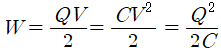 W = QV/2 = CV²/2 = Q²/2C